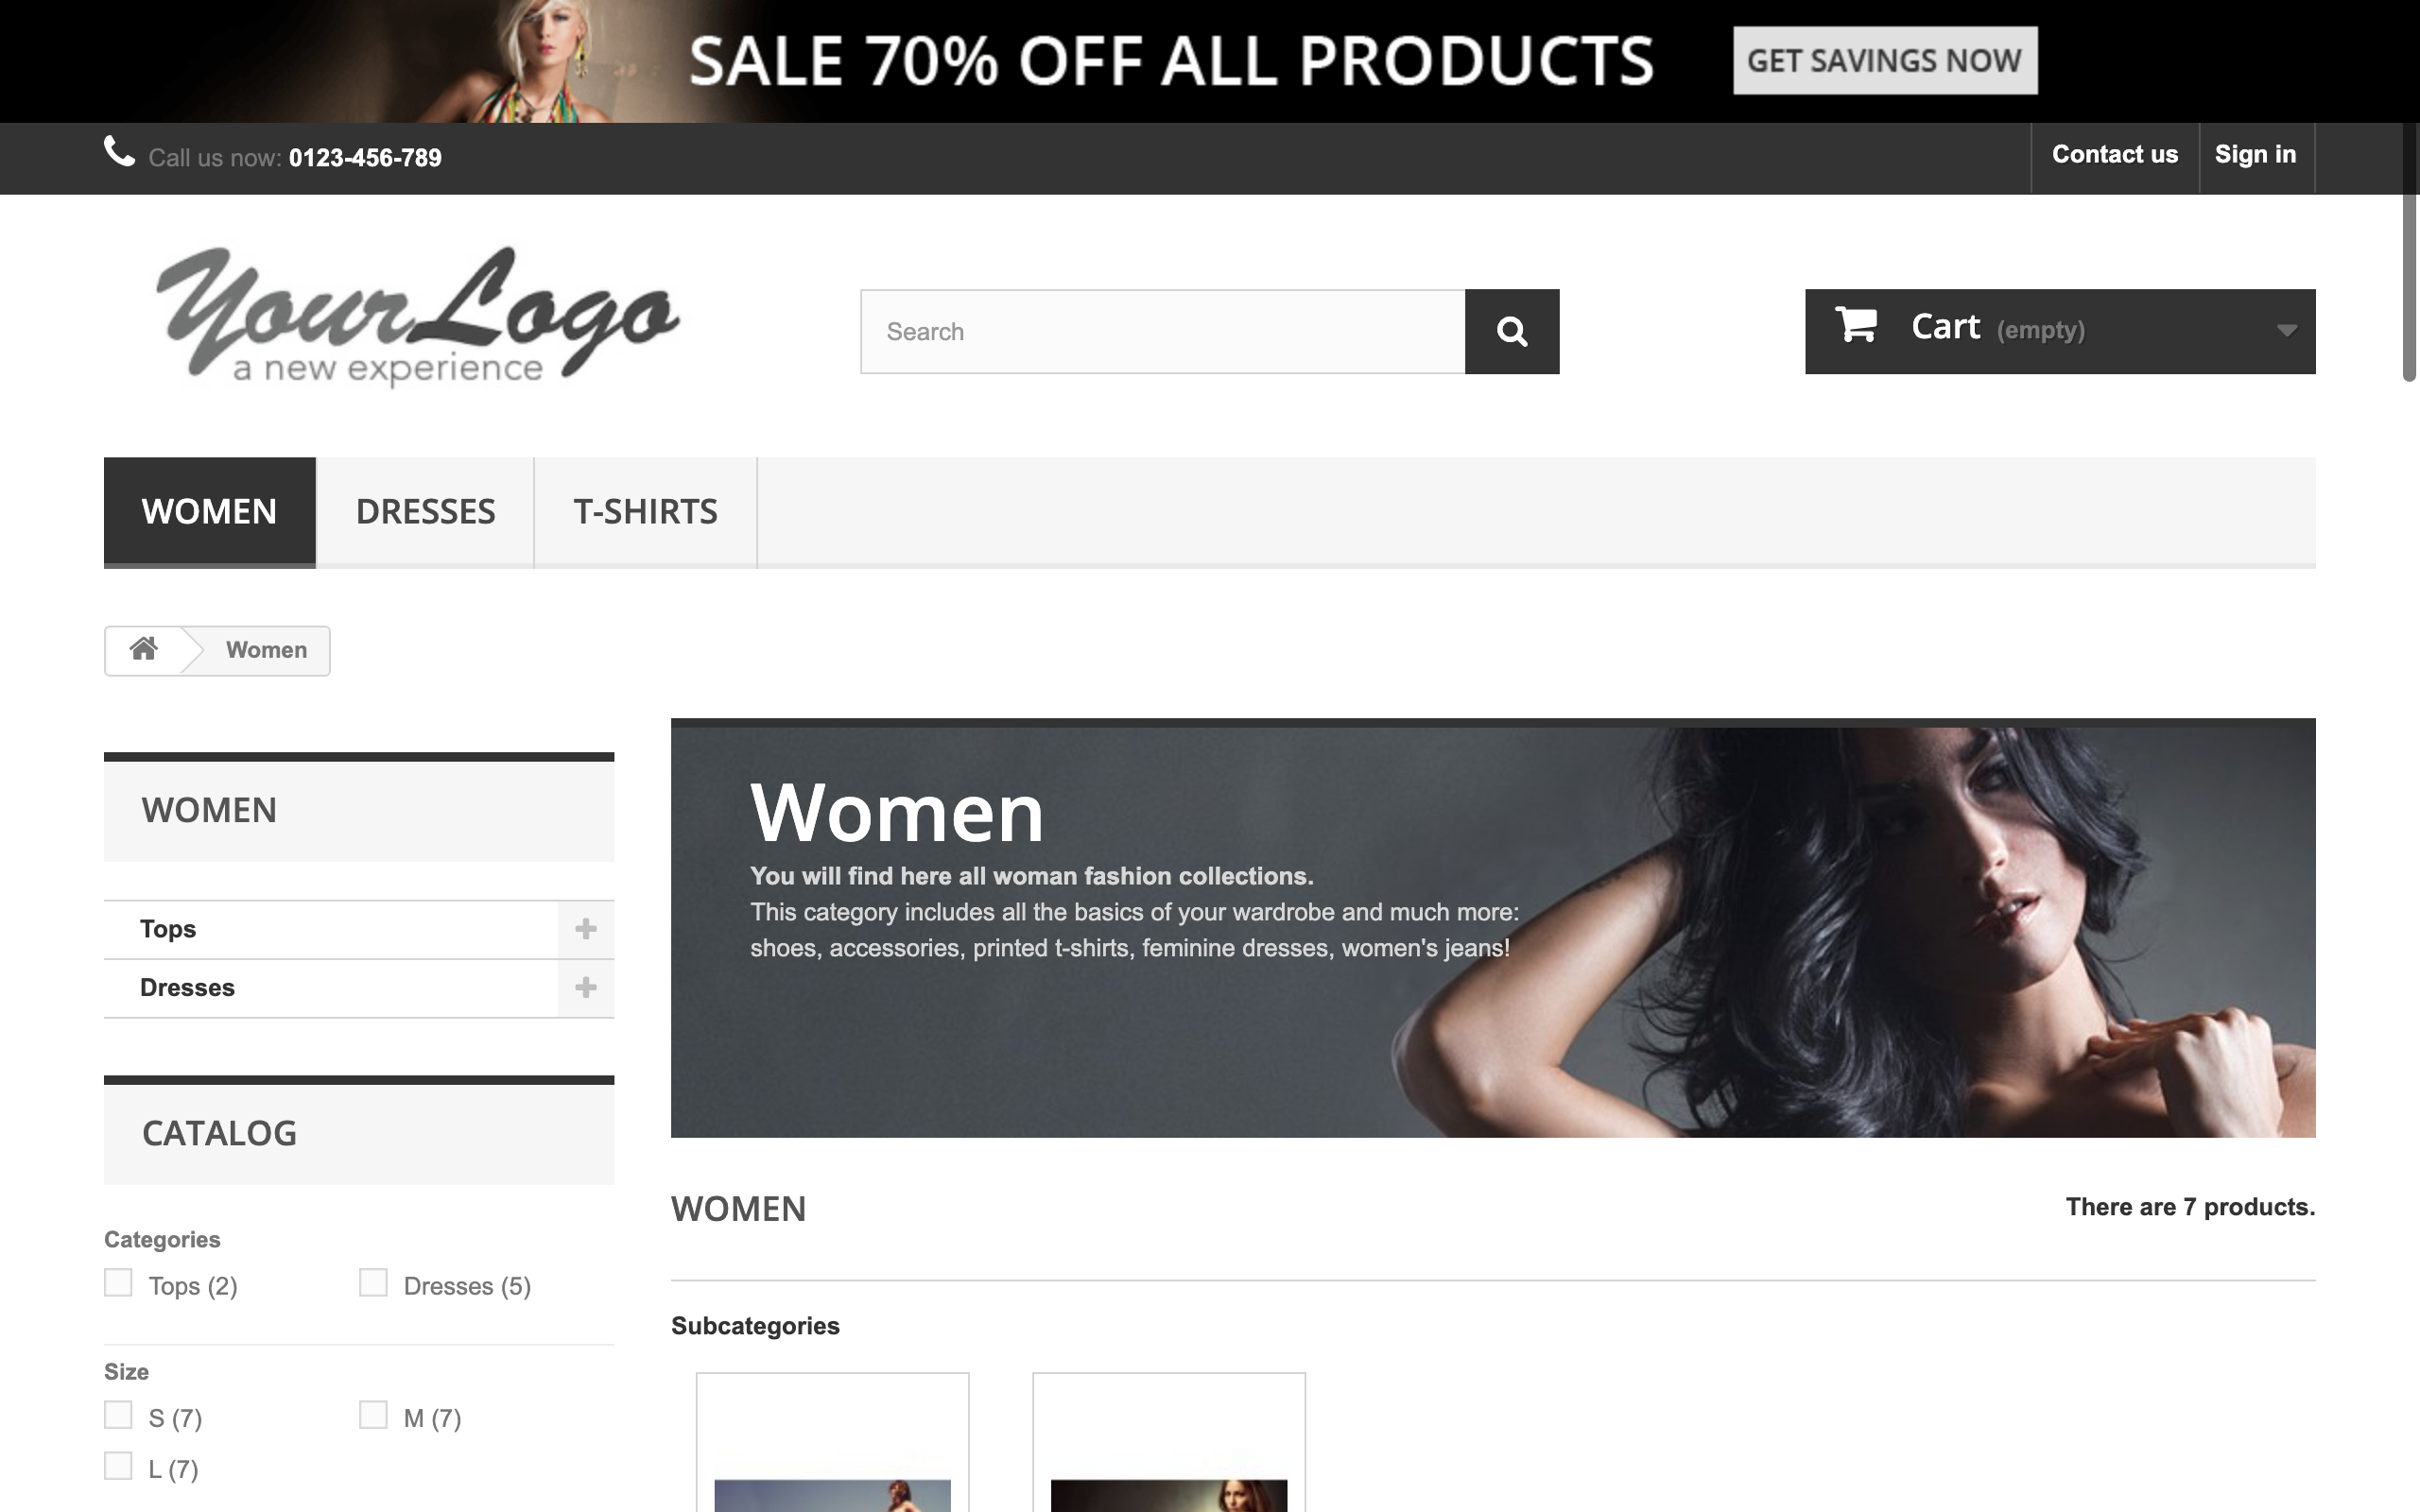 SALE 70% OFF ALL PRODUCTS GET SAVINGS NOW
Call us now: 0123-456-789 Contact us Sign in
Your Logo
a new experience
Search
Cart (empty)
WOMEN DRESSES T-SHIRTS
Women
WOMEN
Tops
Dresses
CATALOG
Categories
Tops (2) Dresses (5)
Size
S (7) M (7)
L (7)
Women
You will find here all woman fashion collections.
This category includes all the basics of your wardrobe and much more:
shoes, accessories, printed t-shirts, feminine dresses, women's jeans!
WOMEN There are 7 products.
Subcategories